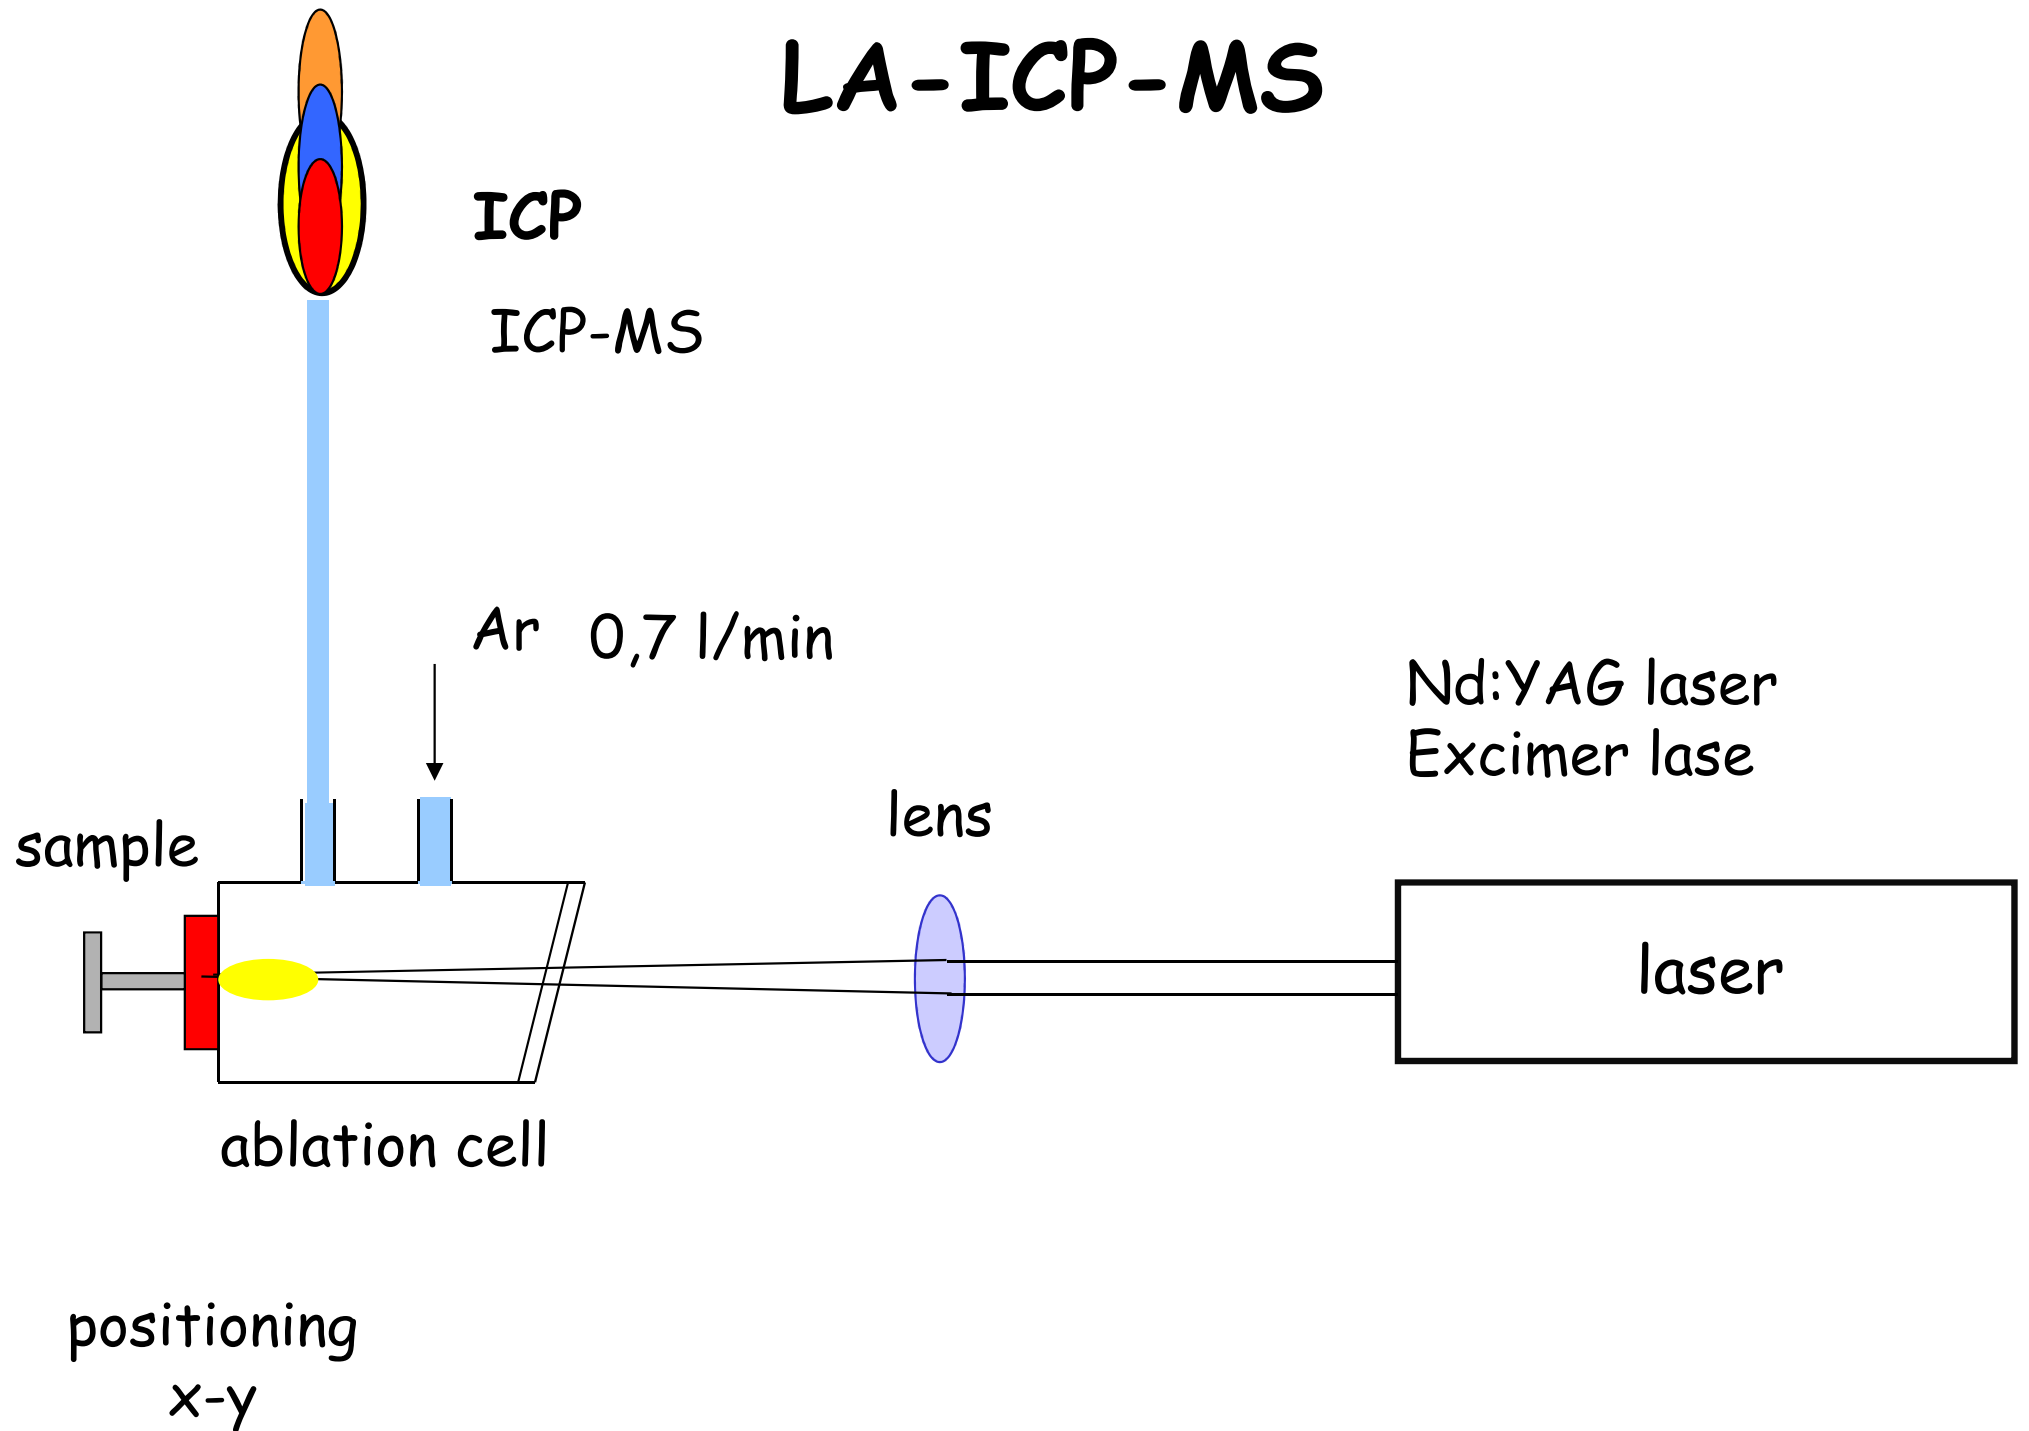 LA-ICP-MS
ICP
ICP-MS
Ar 0,7 l/min
Nd:YAG laser
Excimer lase
lens
sample
laser
ablation cell
positioning
x-y